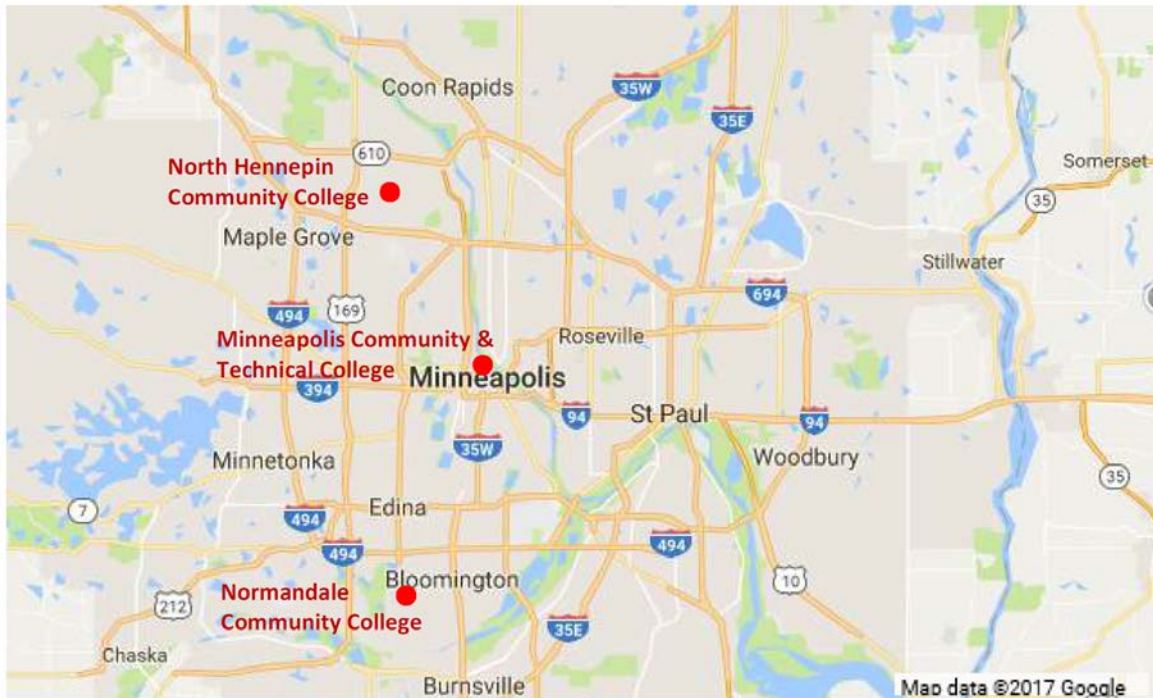 Coon Rapids
35W
35E
610
North Hennepin
Community College
Somerset
35
Maple Grove
Stillwater
694
494
169
Minneapolis Community &
Technical College
Roseville
Minneapolis
394
94
St Paul
94
35W
Minnetonka
Woodbury
35
7
Edina
494
494
494
Bloomington
10
Normandale
Community College
212
35E
Chaska
Burnsville
Map data ©2017 Google